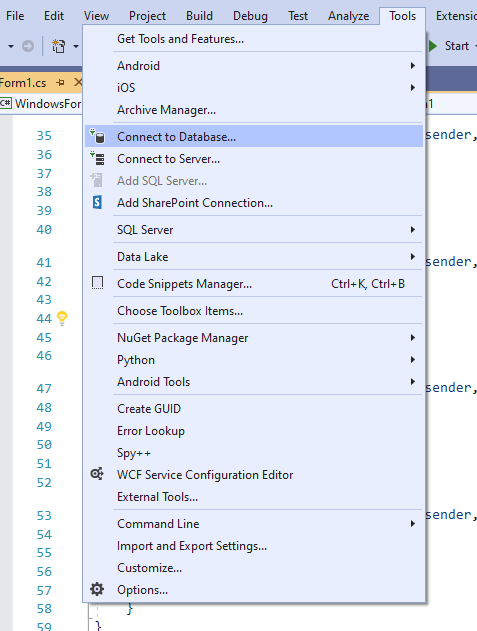 File Edit View Project Build Debug Test Analyze Tools Extensio
Start
Form1.cs
C# WindowsFor
Get Tools and Features...
Android
iOS
Archive Manager...
35 Connect to Database... sender,
36 Connect to Server...
37 Add SQL Server...
38
39 Add SharePoint Connection...
40 SQL Server
41 Data Lake sender,
42 Code Snippets Manager... Ctrl+K, Ctrl+B
43
44 Choose Toolbox Items...
45 NuGet Package Manager
46 Python
47 Android Tools sender,
48 Create GUID
49 Error Lookup
50
51 Spy++
52 WCF Service Configuration Editor
External Tools...
53 Command Line sender,
54
55 Import and Export Settings...
56 Customize...
57 Options...
58 }
59 }